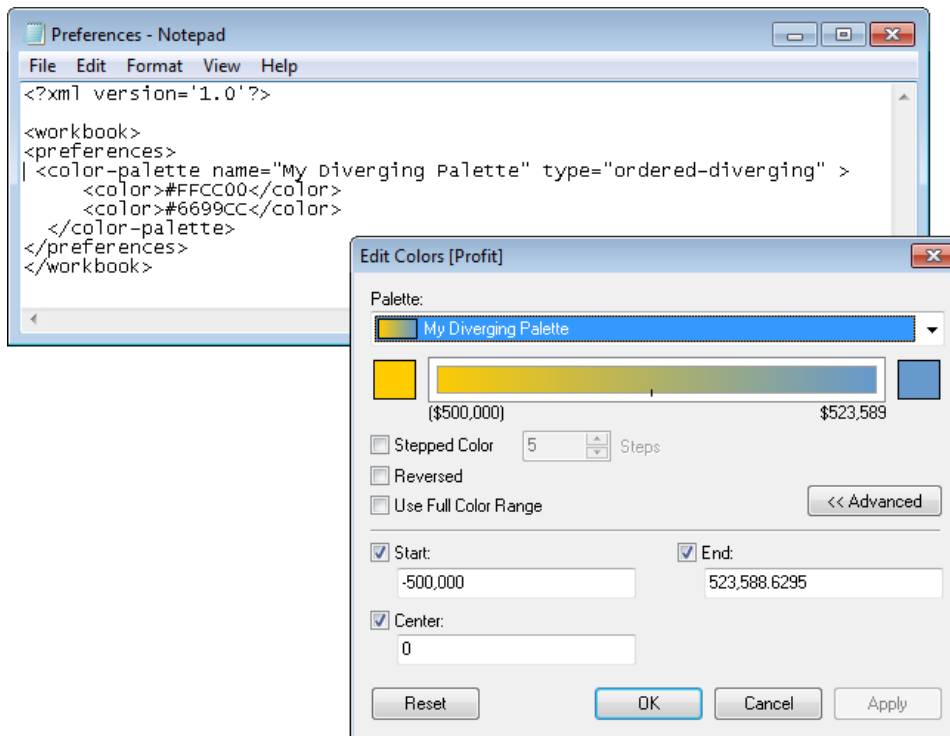 Preferences - Notepad
File Edit Format View Help
<?xml version='1.0'?>
<workbook>
<preferences>
<color-palette name="My Diverging Palette" type="ordered-diverging" >
<color>#FFCC00</color>
<color>#6699CC</color>
</color-palette>
</preferences>
</workbook>
Edit Colors [Profit]
Palette:
My Diverging Palette
($500,000) $523,589
Stepped Color 5 Steps
Reversed
Use Full Color Range
<< Advanced
Start: End:
-500,000 523,588.6295
Center:
0
Reset OK Cancel Apply